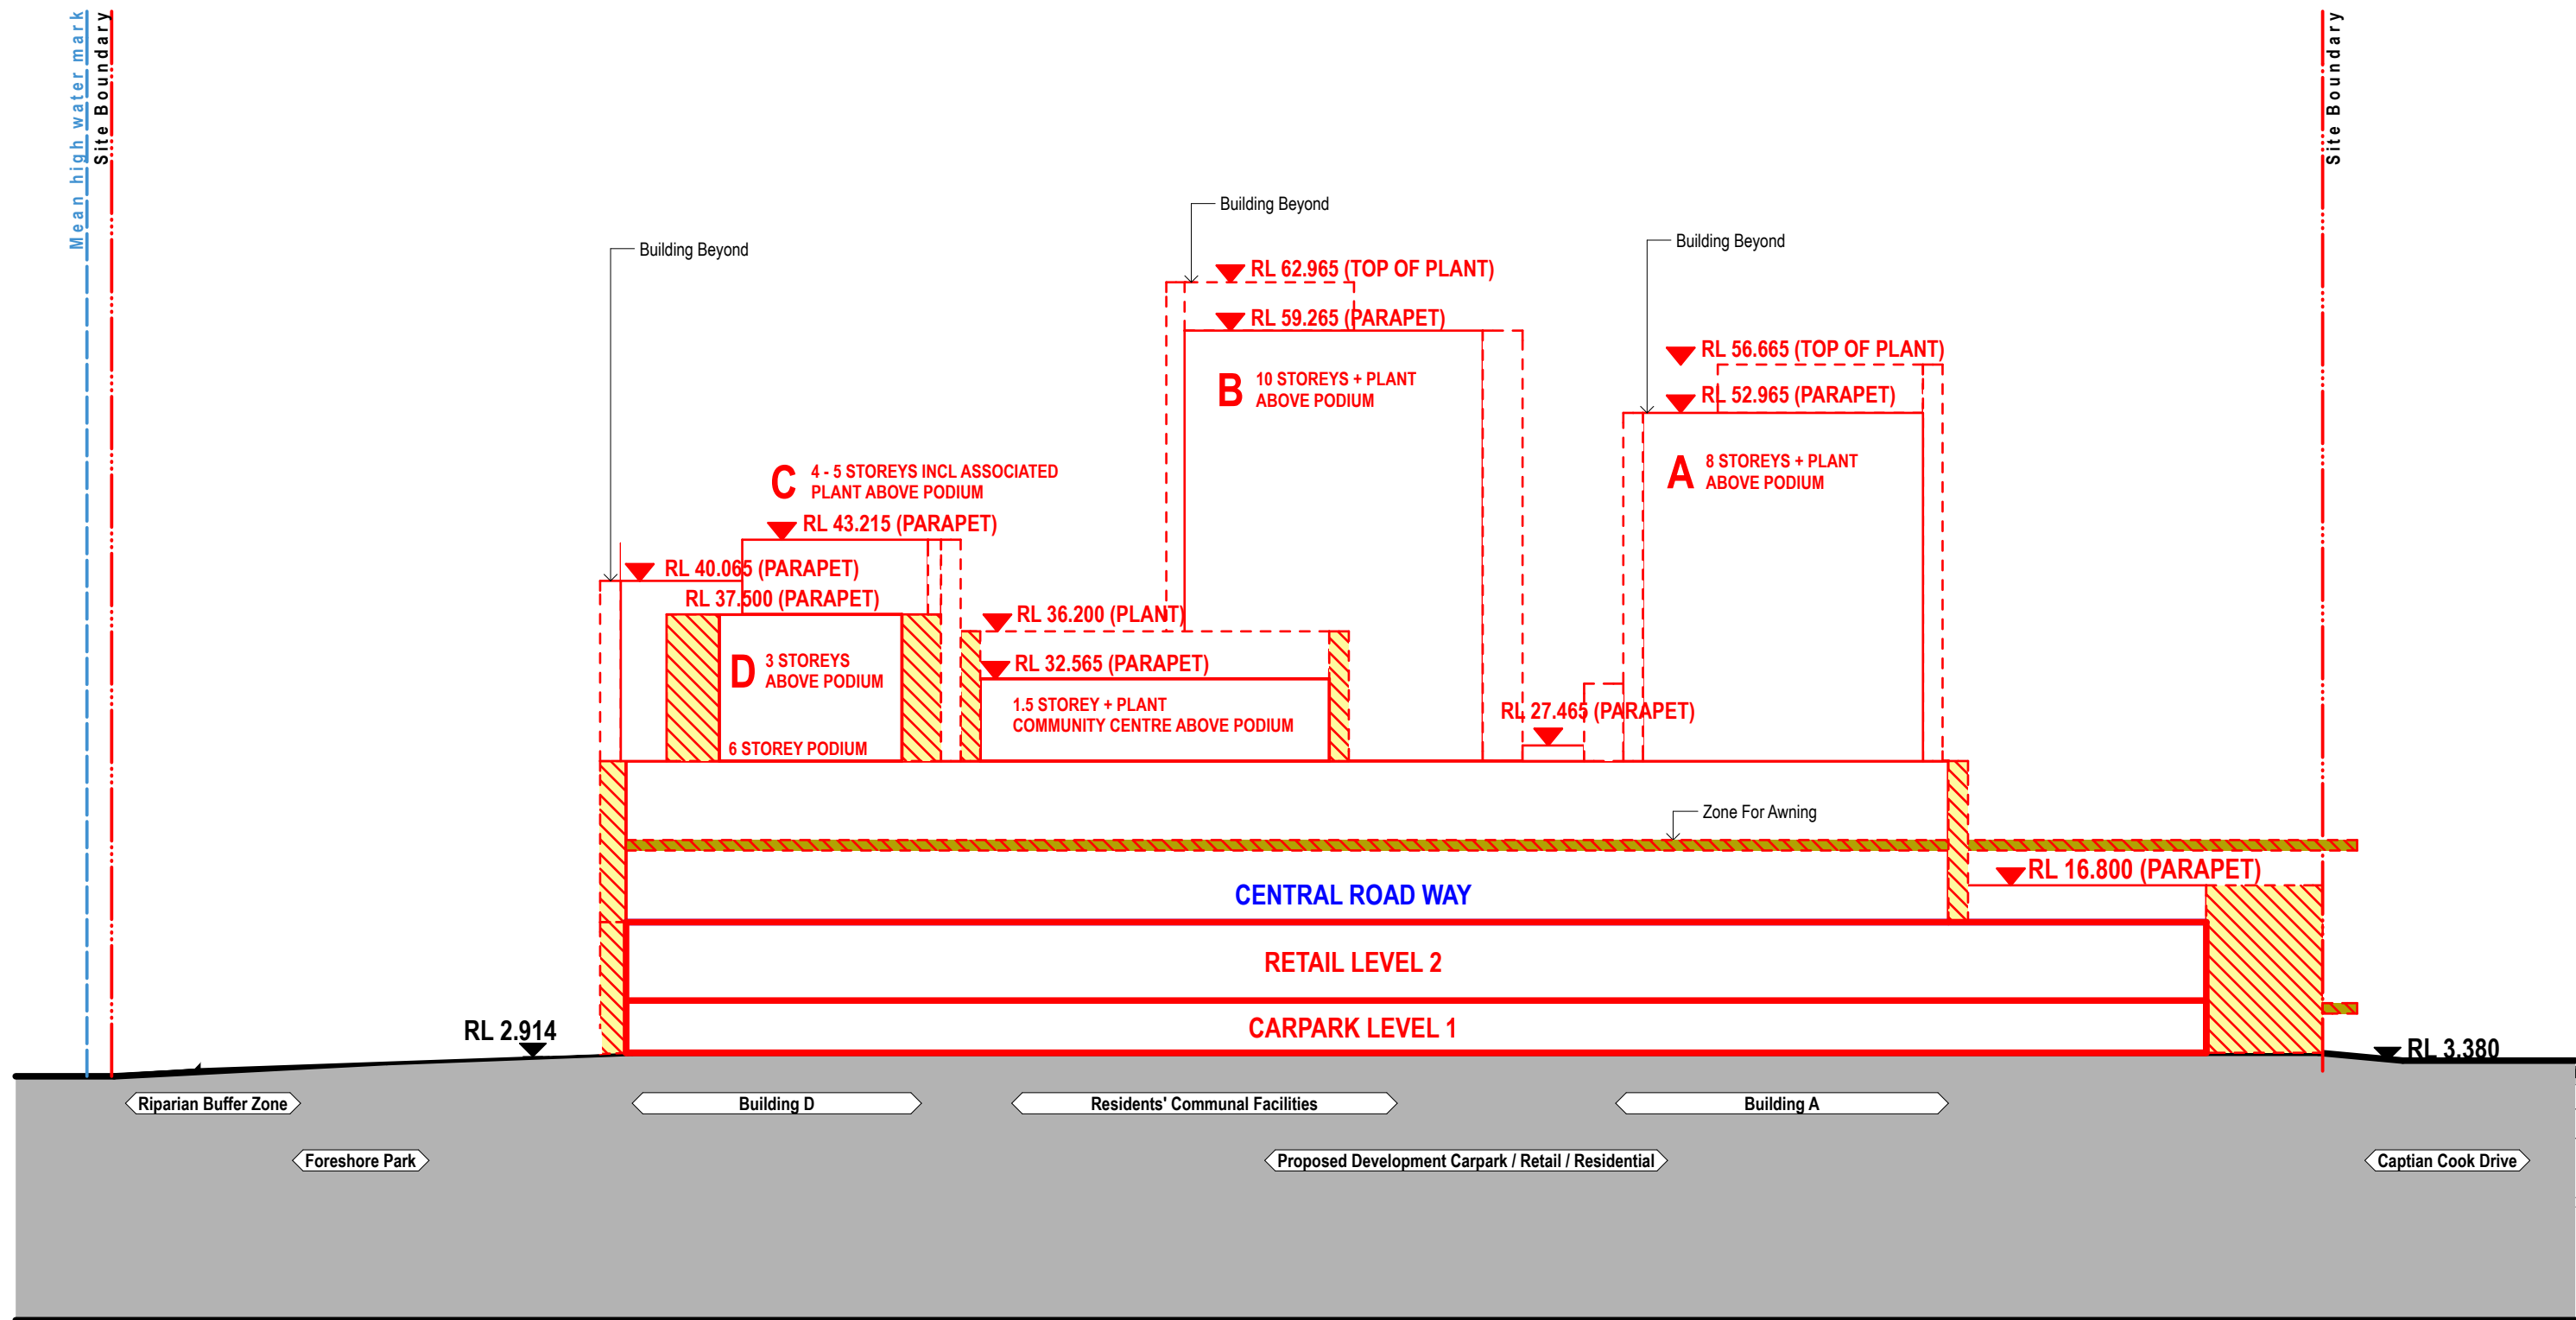 Mean high water mark
Site Boundary
Site Boundary
Building Beyond
Building Beyond
Building Beyond
RL 62.965 (TOP OF PLANT)
RL 59.265 (PARAPET)
RL 56.665 (TOP OF PLANT)
RL 52.965 (PARAPET)
B 10 STOREYS + PLANT
ABOVE PODIUM
A 8 STOREYS + PLANT
ABOVE PODIUM
C 4 - 5 STOREYS INCL ASSOCIATED
PLANT ABOVE PODIUM
RL 43.215 (PARAPET)
RL 40.065 (PARAPET)
RL 37.500 (PARAPET)
RL 36.200 (PLANT)
D 3 STOREYS
ABOVE PODIUM
RL 32.565 (PARAPET)
1.5 STOREY + PLANT
COMMUNITY CENTRE ABOVE PODIUM
RL 27.465 (PARAPET)
6 STOREY PODIUM
Zone For Awning
RL 16.800 (PARAPET)
CENTRAL ROAD WAY
RETAIL LEVEL 2
CARPARK LEVEL 1
RL 2.914
RL 3.380
Riparian Buffer Zone
Building D
Residents' Communal Facilities
Building A
Foreshore Park
Proposed Development Carpark / Retail / Residential
Captian Cook Drive